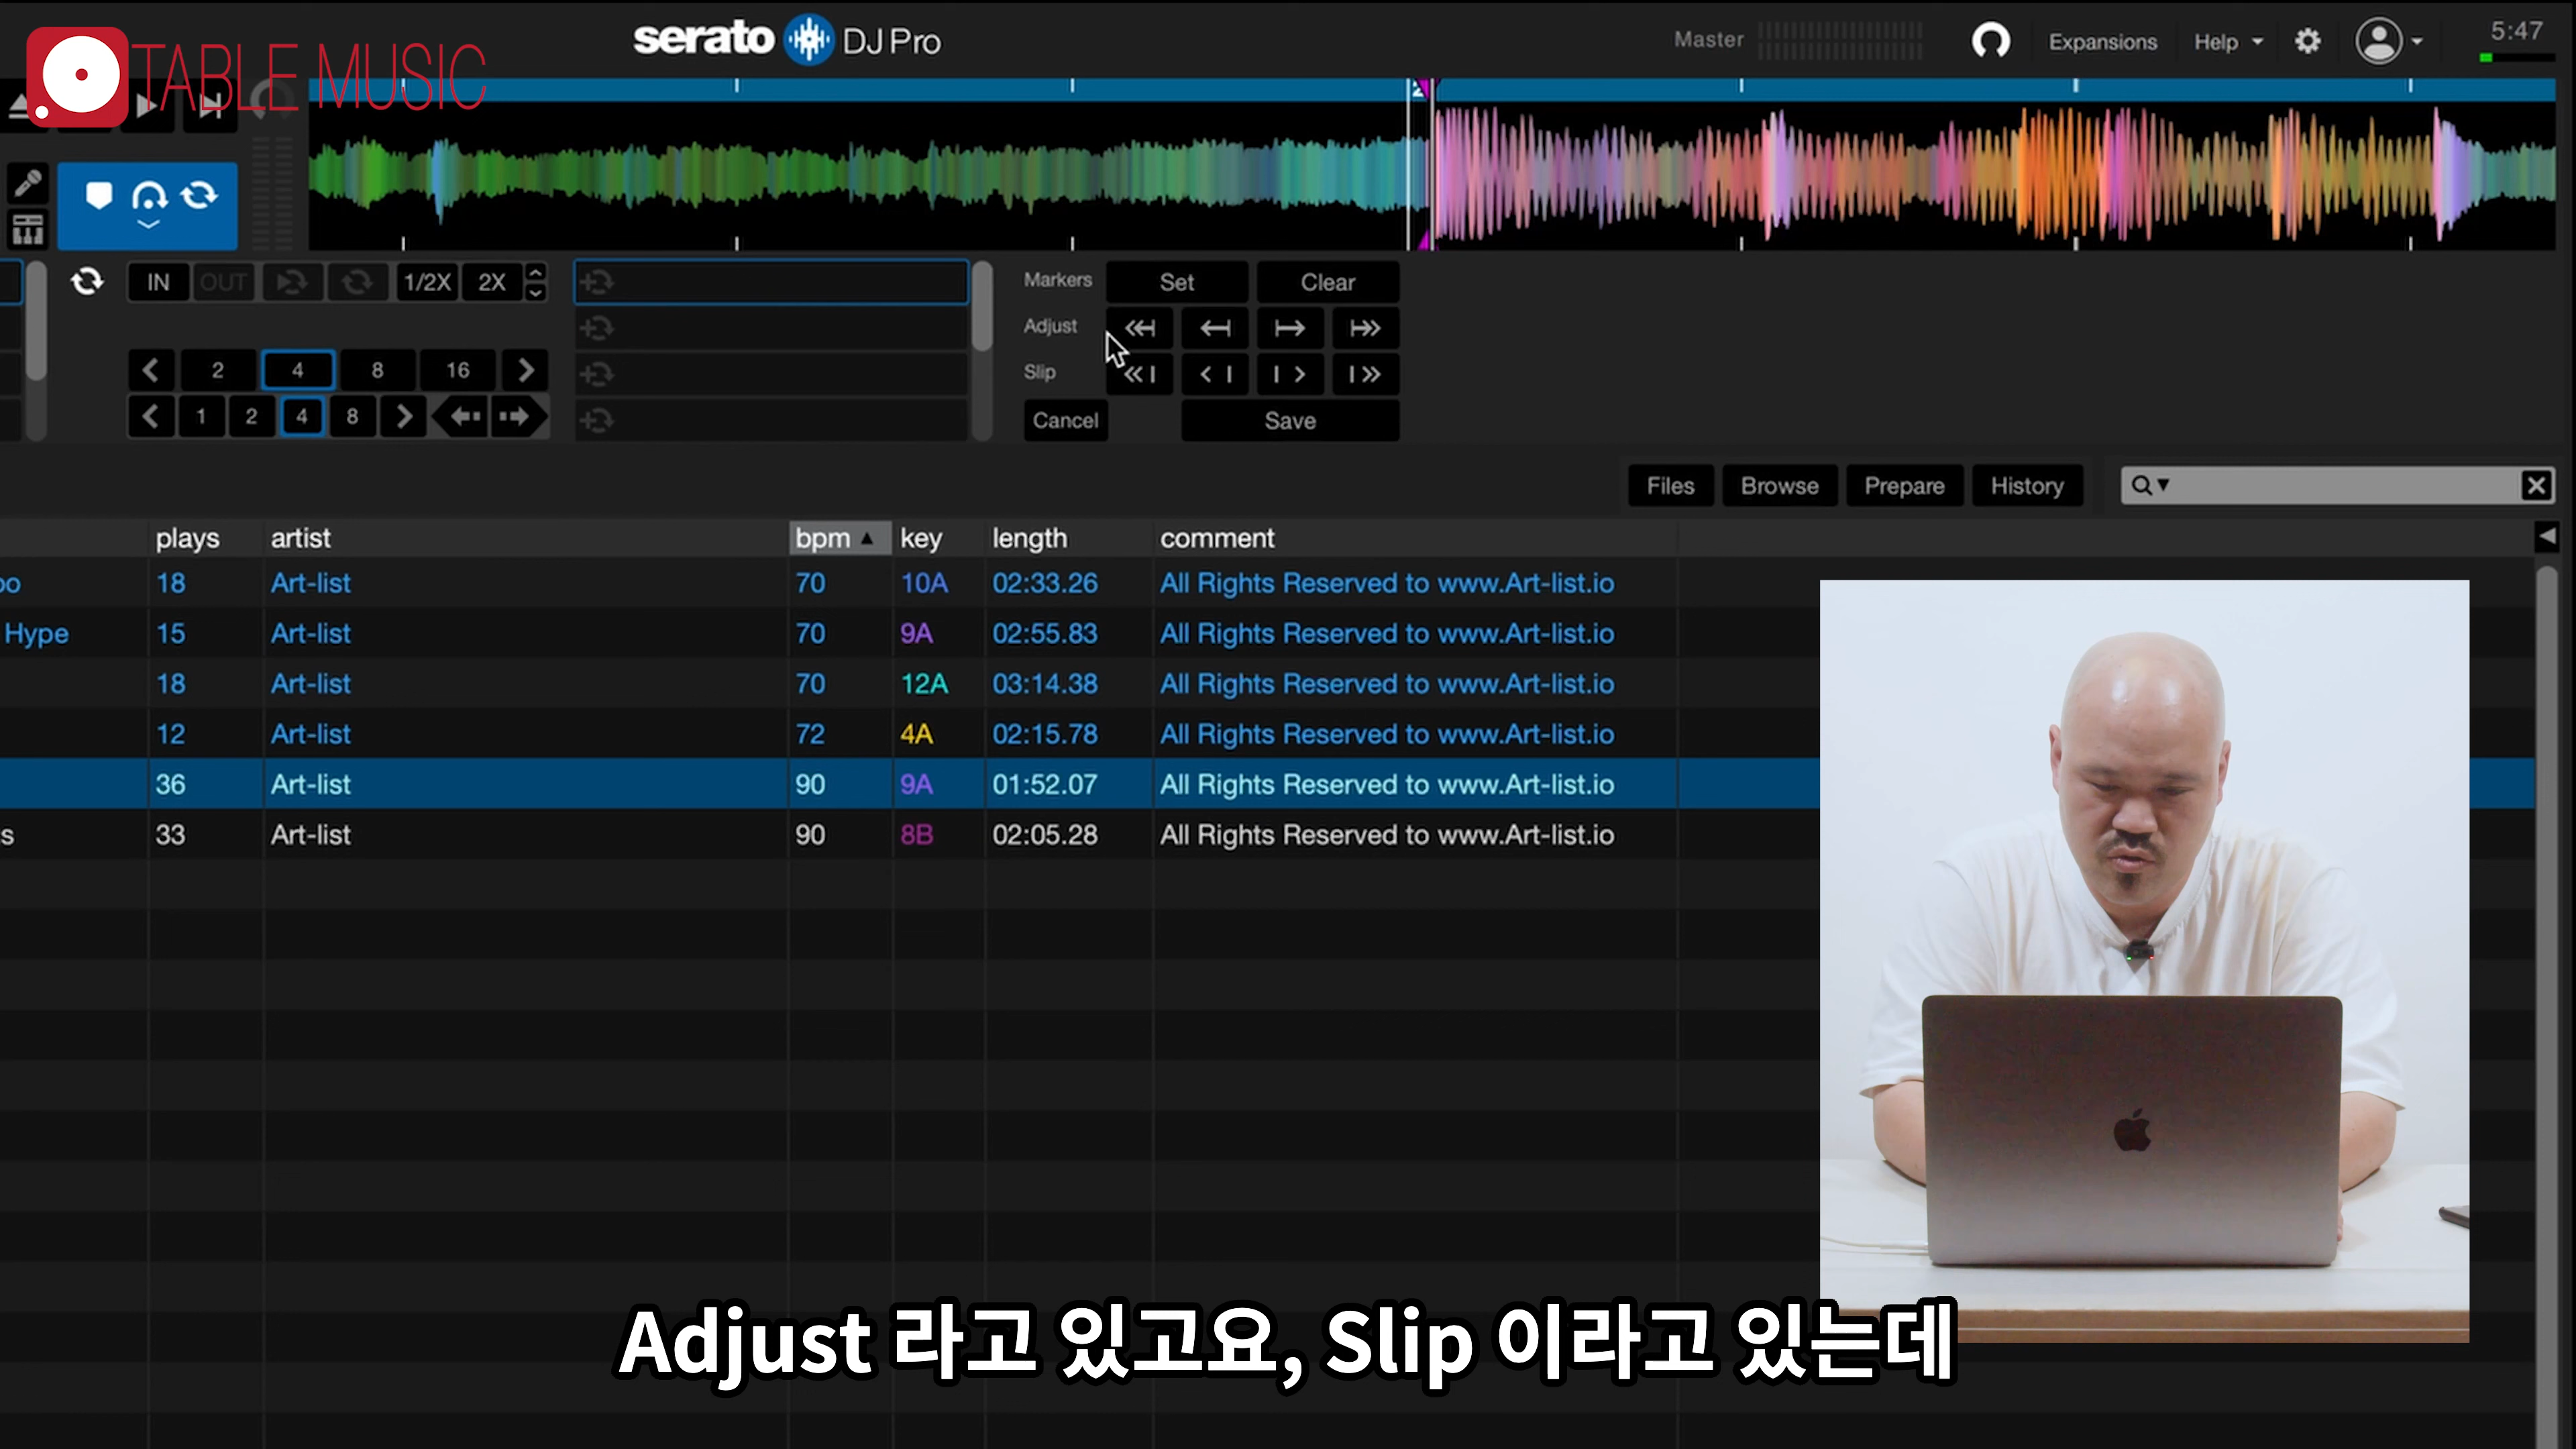 TABLE MUSIC
serato DJ Pro
Master
Expansions
Help
5:47
IN OUT 1/2X 2X
2 4 8 16
1 2 4 8
Markers Set Clear
Adjust
Slip
Cancel Save
Files Browse Prepare History
plays artist bpm key length comment
18 Art-list 70 10A 02:33.26 All Rights Reserved to www.Art-list.io
Hype 15 Art-list 70 9A 02:55.83 All Rights Reserved to www.Art-list.io
18 Art-list 70 12A 03:14.38 All Rights Reserved to www.Art-list.io
12 Art-list 72 4A 02:15.78 All Rights Reserved to www.Art-list.io
36 Art-list 90 9A 01:52.07 All Rights Reserved to www.Art-list.io
s 33 Art-list 90 8B 02:05.28 All Rights Reserved to www.Art-list.io
Adjust 라고 있고요, Slip 이라고 있는데